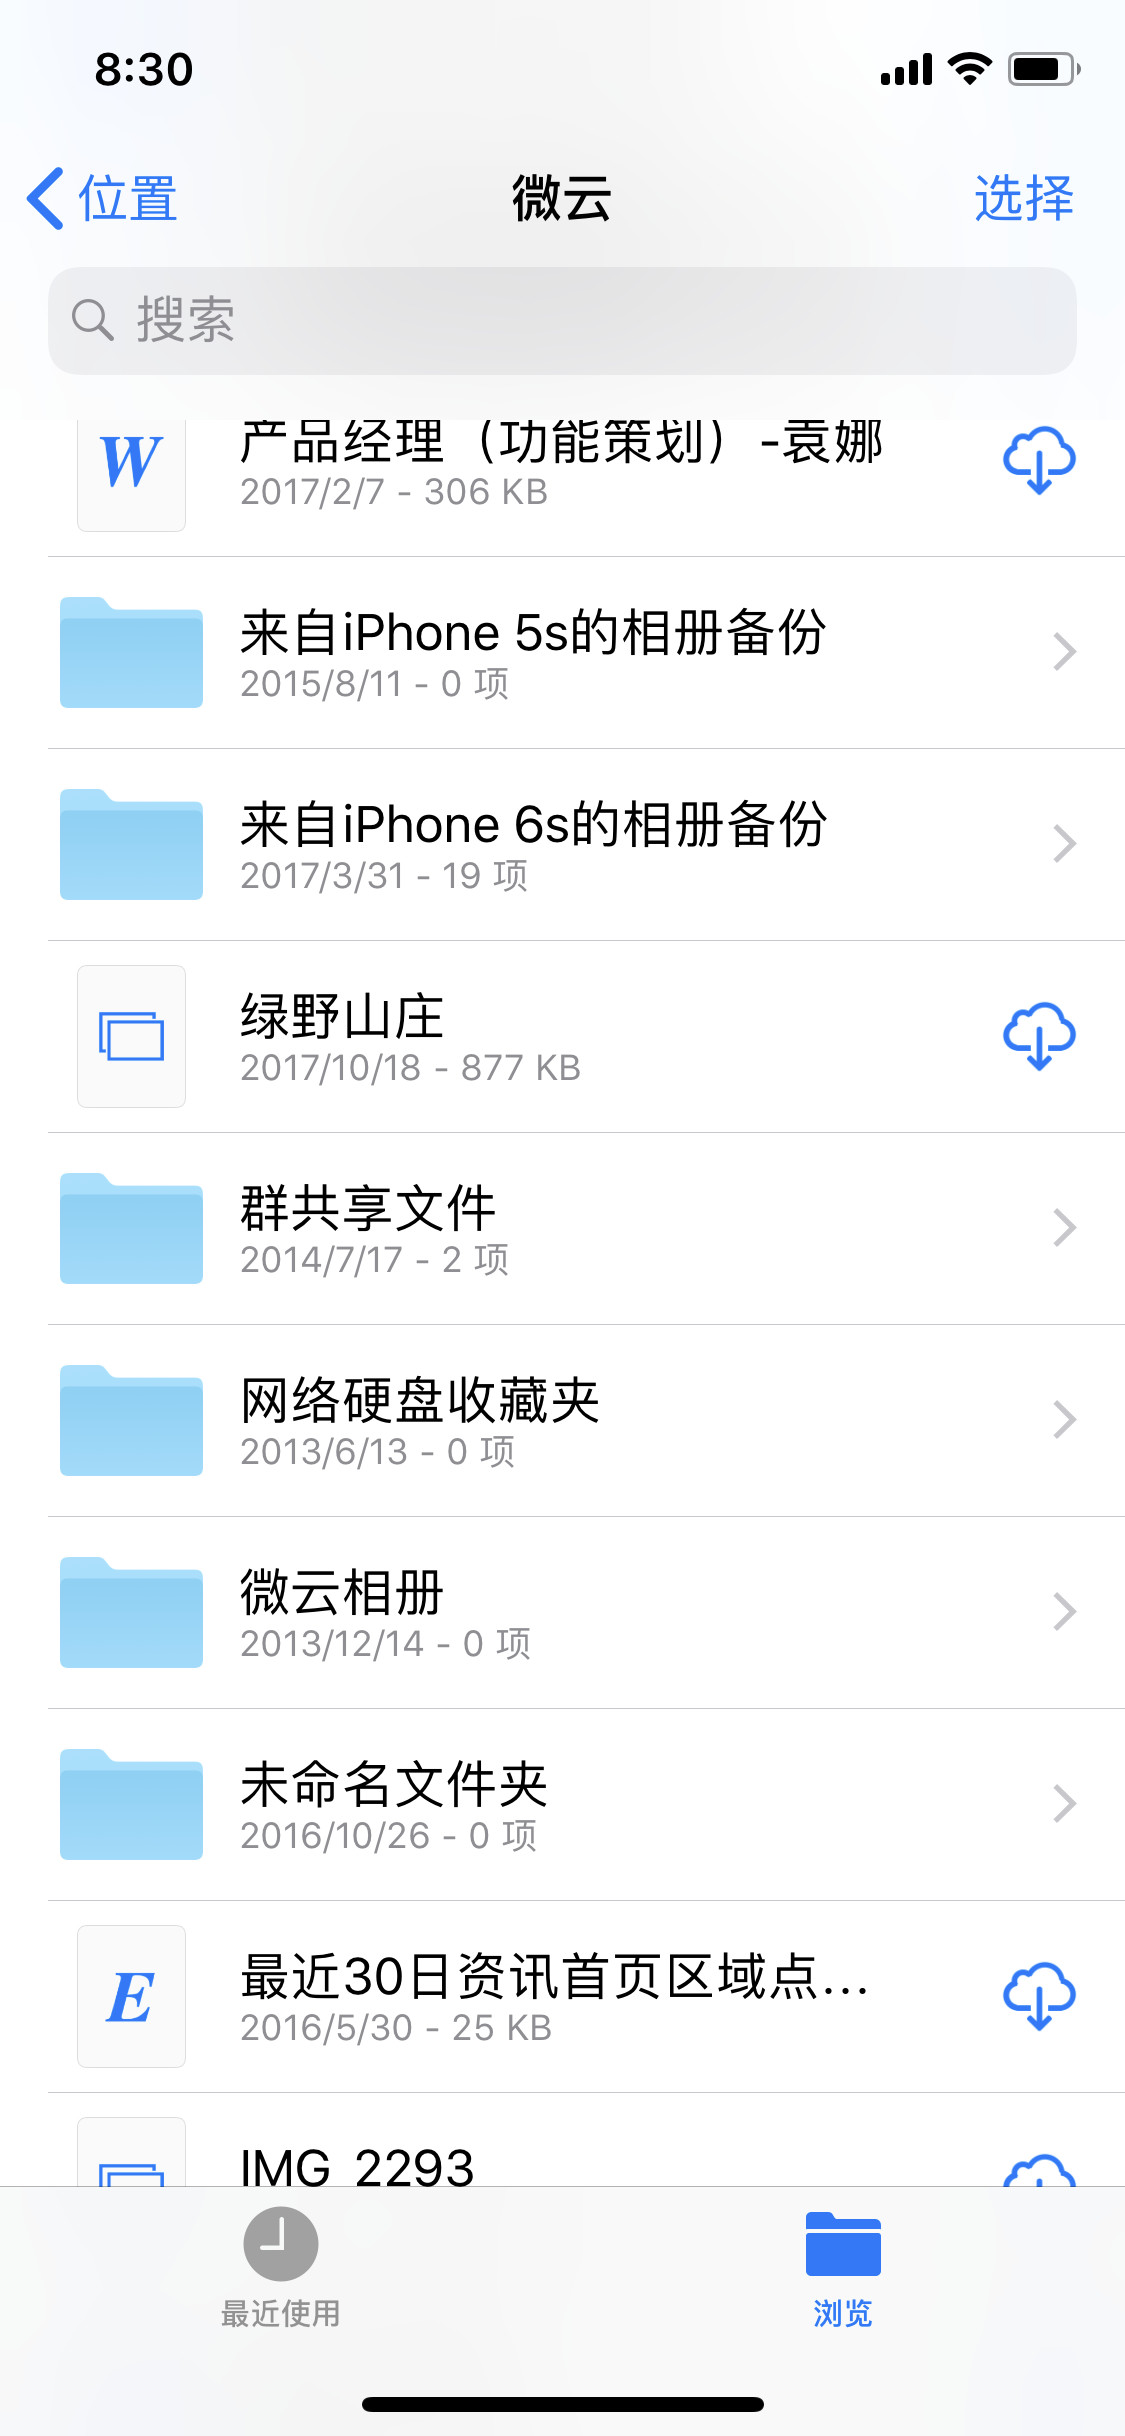 8:30
位置
微云
选择
搜索
W
产品经理（功能策划）-袁娜
2017/2/7 - 306 KB
来自iPhone 5s的相册备份
2015/8/11 - 0 项
来自iPhone 6s的相册备份
2017/3/31 - 19 项
绿野山庄
2017/10/18 - 877 KB
群共享文件
2014/7/17 - 2 项
网络硬盘收藏夹
2013/6/13 - 0 项
微云相册
2013/12/14 - 0 项
未命名文件夹
2016/10/26 - 0 项
E
最近30日资讯首页区域点...
2016/5/30 - 25 KB
IMG_2293
最近使用
浏览